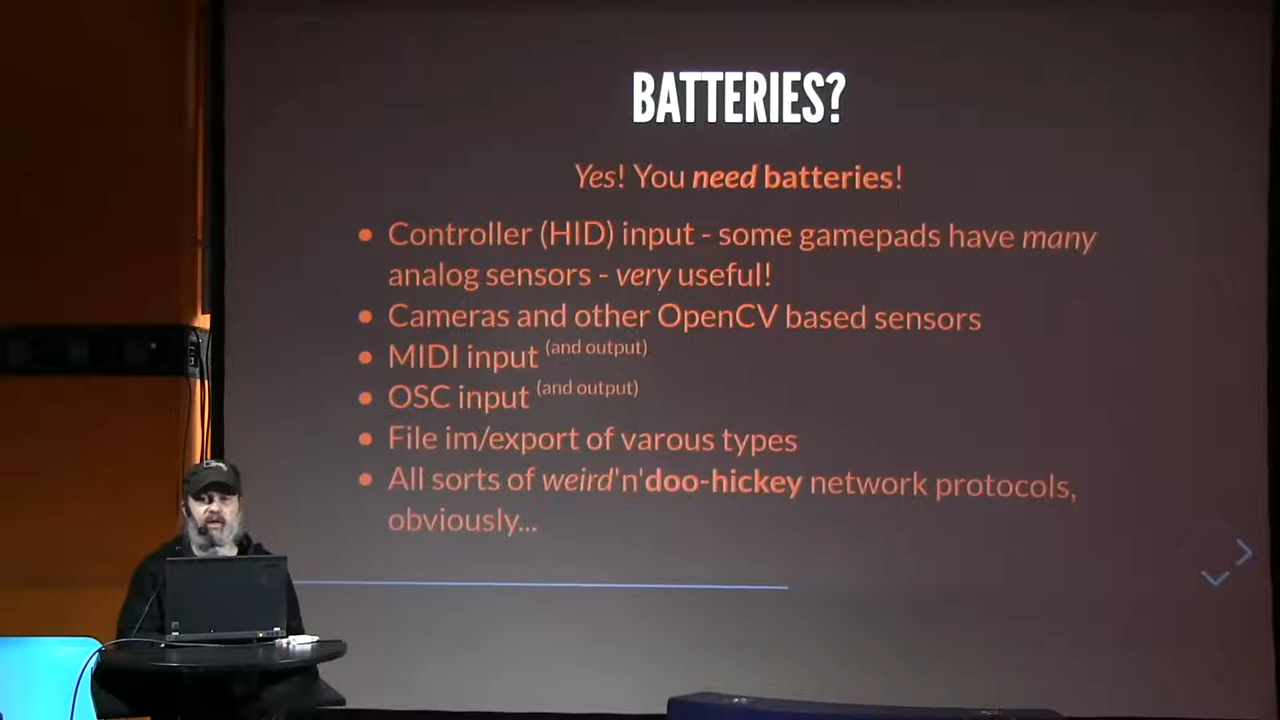 BATTERIES?
Yes! You need batteries!
Controller (HID) input - some gamepads have many
analog sensors - very useful!
Cameras and other OpenCV based sensors
MIDI input (and output)
OSC input (and output)
File im/export of varous types
All sorts of weird'n'doo-hickey network protocols,
obviously...